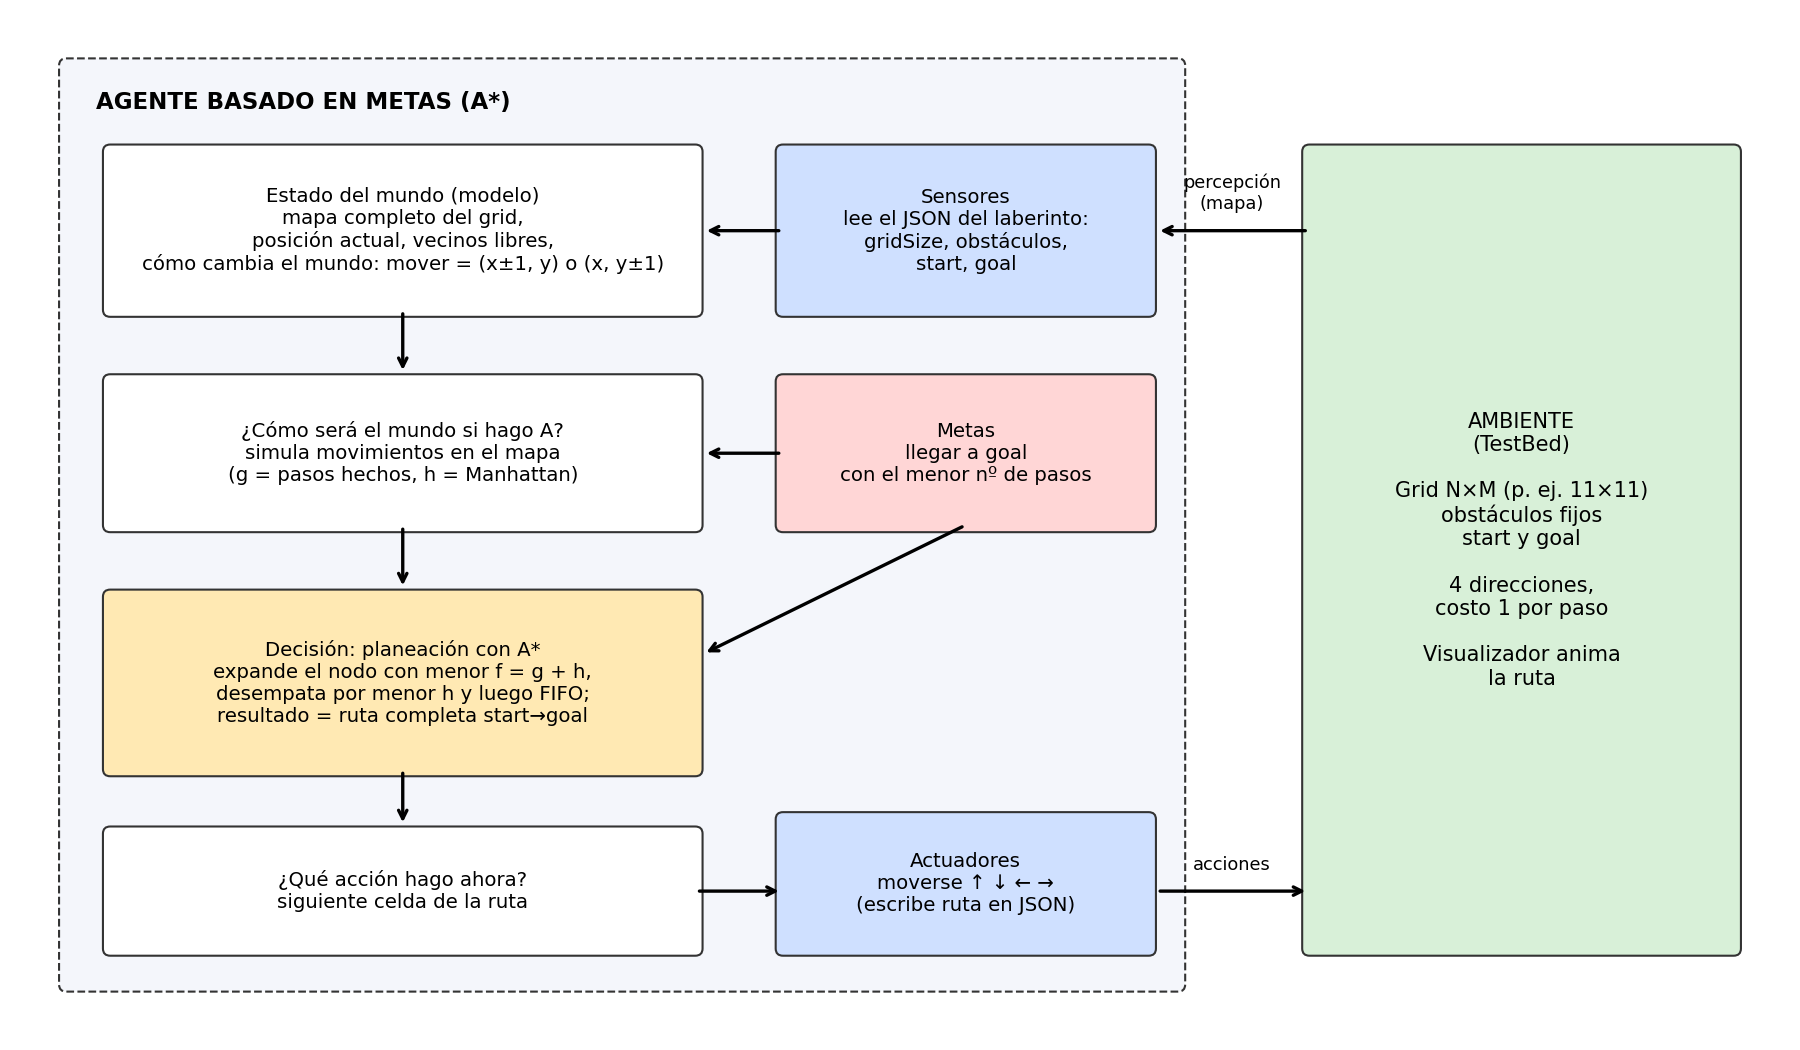 AGENTE BASADO EN METAS (A*)
Estado del mundo (modelo)
mapa completo del grid,
posición actual, vecinos libres,
cómo cambia el mundo: mover = (x±1, y) o (x, y±1)
Sensores
lee el JSON del laberinto:
gridSize, obstáculos,
start, goal
percepción
(mapa)
¿Cómo será el mundo si hago A?
simula movimientos en el mapa
(g = pasos hechos, h = Manhattan)
Metas
llegar a goal
con el menor nº de pasos
AMBIENTE
(TestBed)
Grid N×M (p. ej. 11×11)
obstáculos fijos
start y goal
4 direcciones,
costo 1 por paso
Visualizador anima
la ruta
Decisión: planeación con A*
expande el nodo con menor f = g + h,
desempata por menor h y luego FIFO;
resultado = ruta completa start→goal
¿Qué acción hago ahora?
siguiente celda de la ruta
Actuadores
moverse ↑ ↓ ← →
(escribe ruta en JSON)
acciones